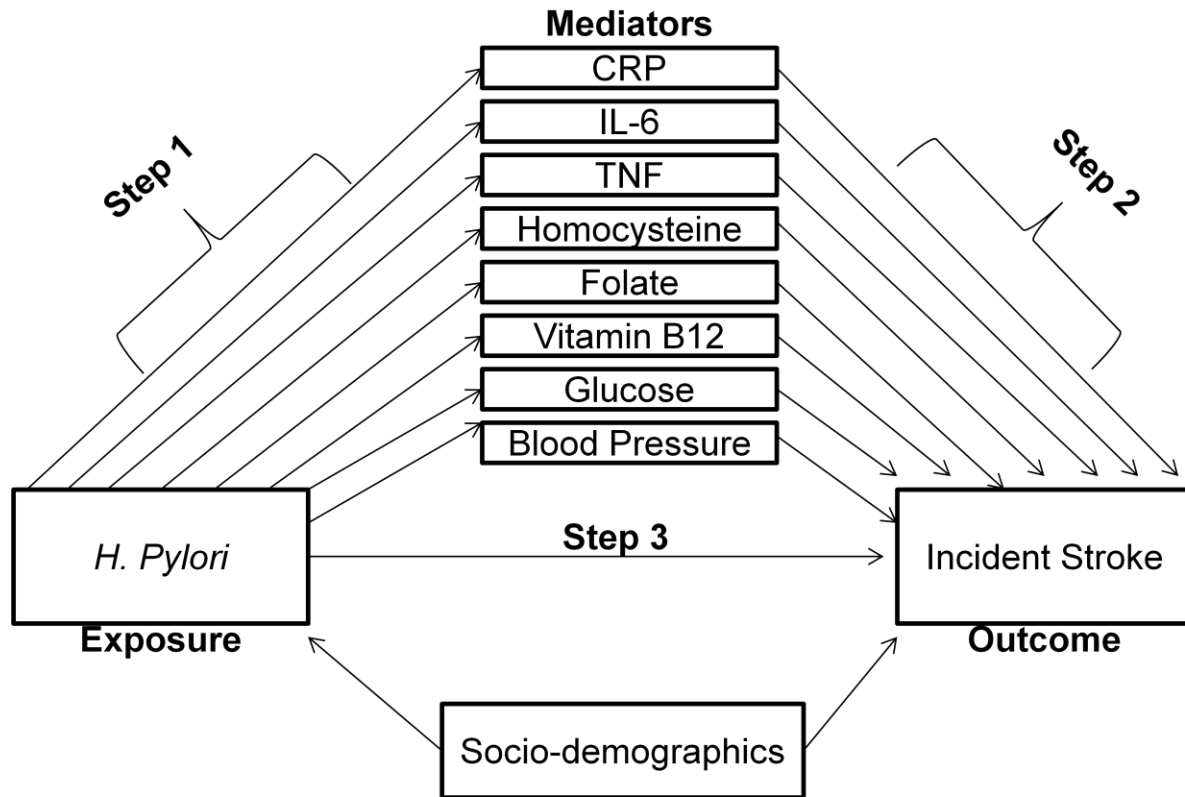 Mediators
CRP
IL-6
TNF
Homocysteine
Folate
Vitamin B12
Glucose
Blood Pressure
Step 1
Step 2
H. Pylori
Step 3
Incident Stroke
Exposure
Outcome
Socio-demographics